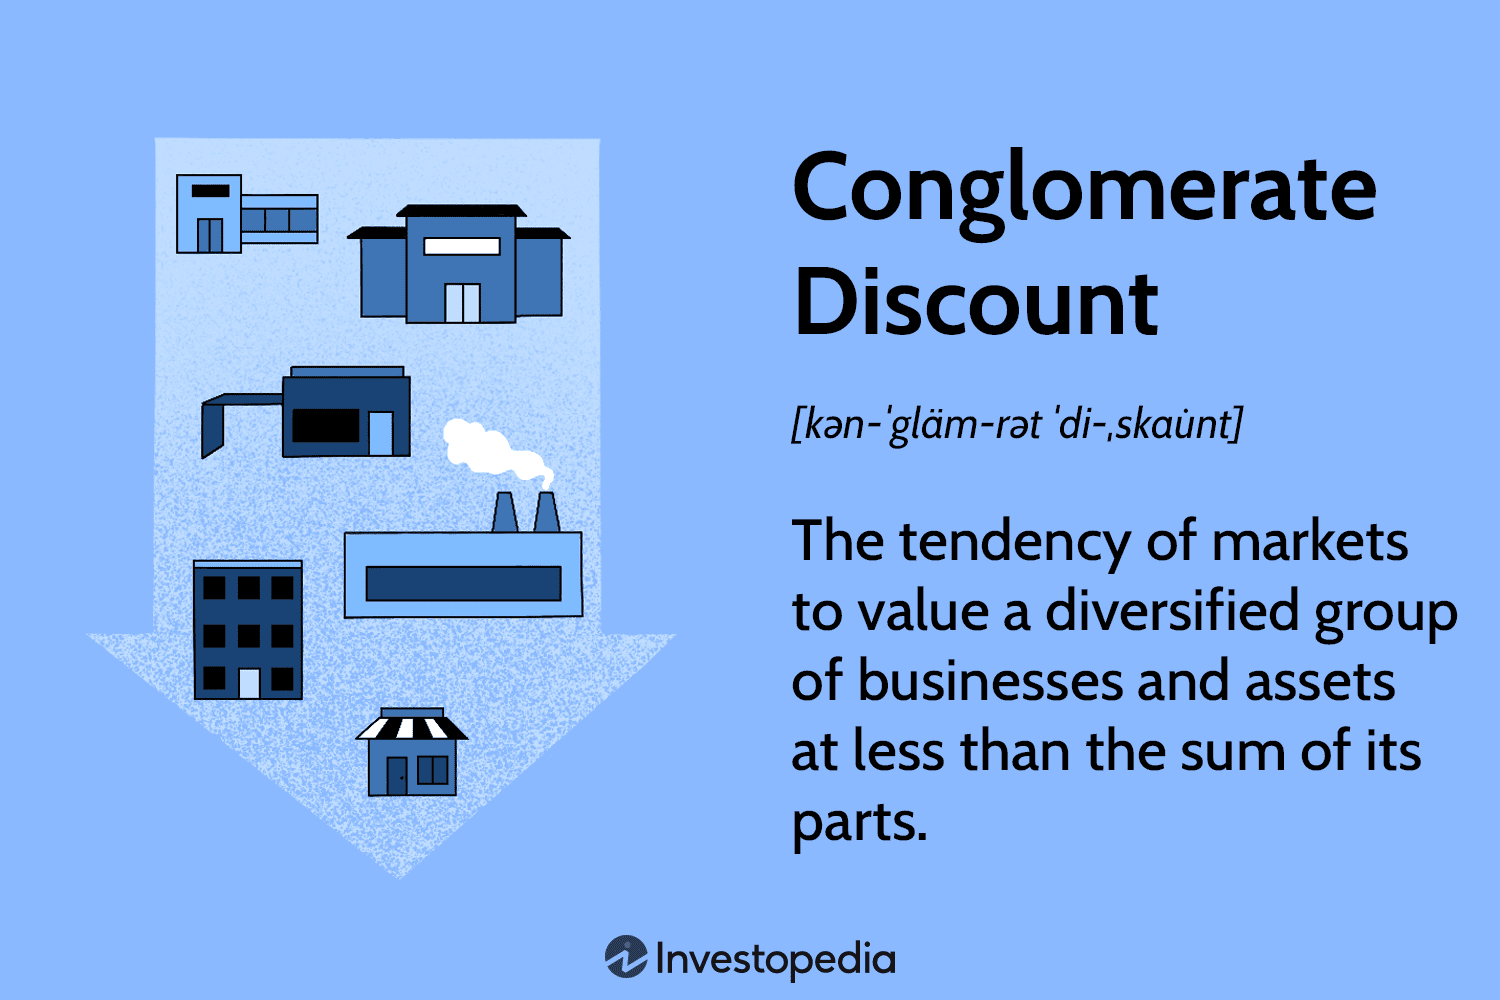 Conglomerate
Discount
[kən-ˈgläm-rət ˈdi-ˌskau̇nt]
The tendency of markets
to value a diversified group
of businesses and assets
at less than the sum of its
parts.
Investopedia